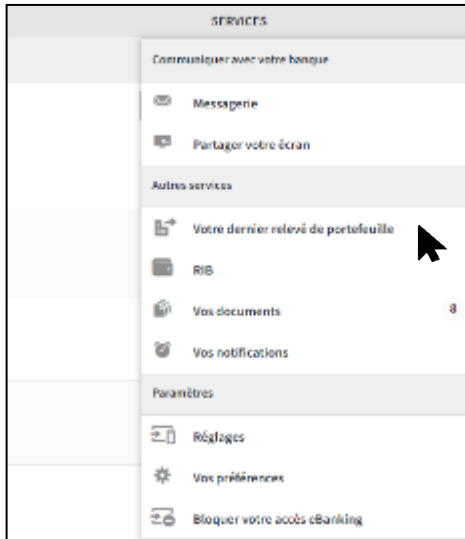 SERVICES
Communiquer avec votre banque
Messagerie
Partager votre écran
Autres services
Votre dernier relevé de portefeuille
RIB
Vos documents 8
Vos notifications
Paramètres
Réglages
Vos préférences
Bloquer votre accès eBanking